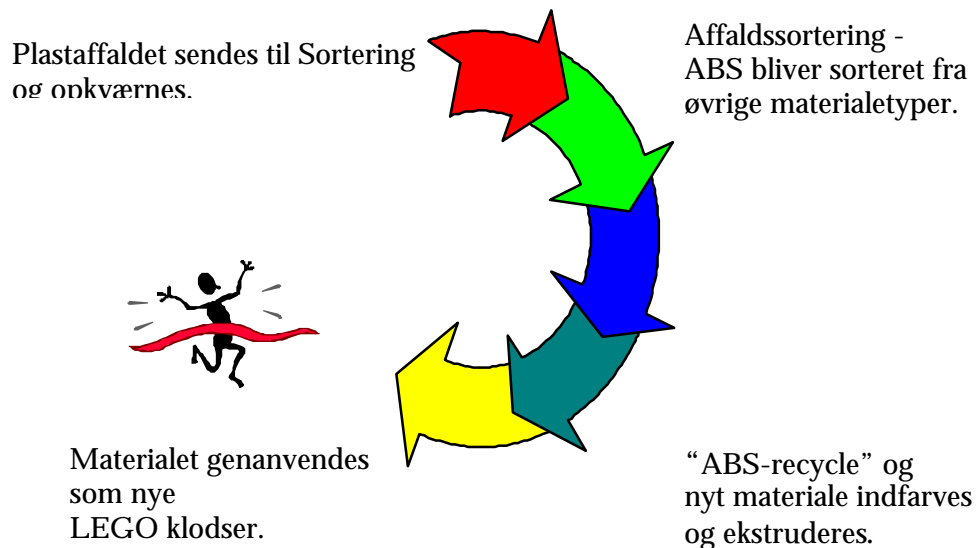 Plastaffaldet sendes til Sortering
og opkværnes.
Affaldssortering -
ABS bliver sorteret fra
øvrige materialetyper.
“ABS-recycle” og
nyt materiale indfarves
og ekstruderes.
Materialet genanvendes
som nye
LEGO klodser.